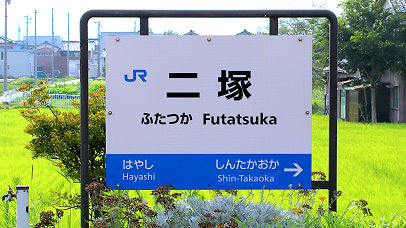 JR
二塚
ふたつか Futatsuka
はやし しんたかおか →
Hayashi Shin-Takaoka